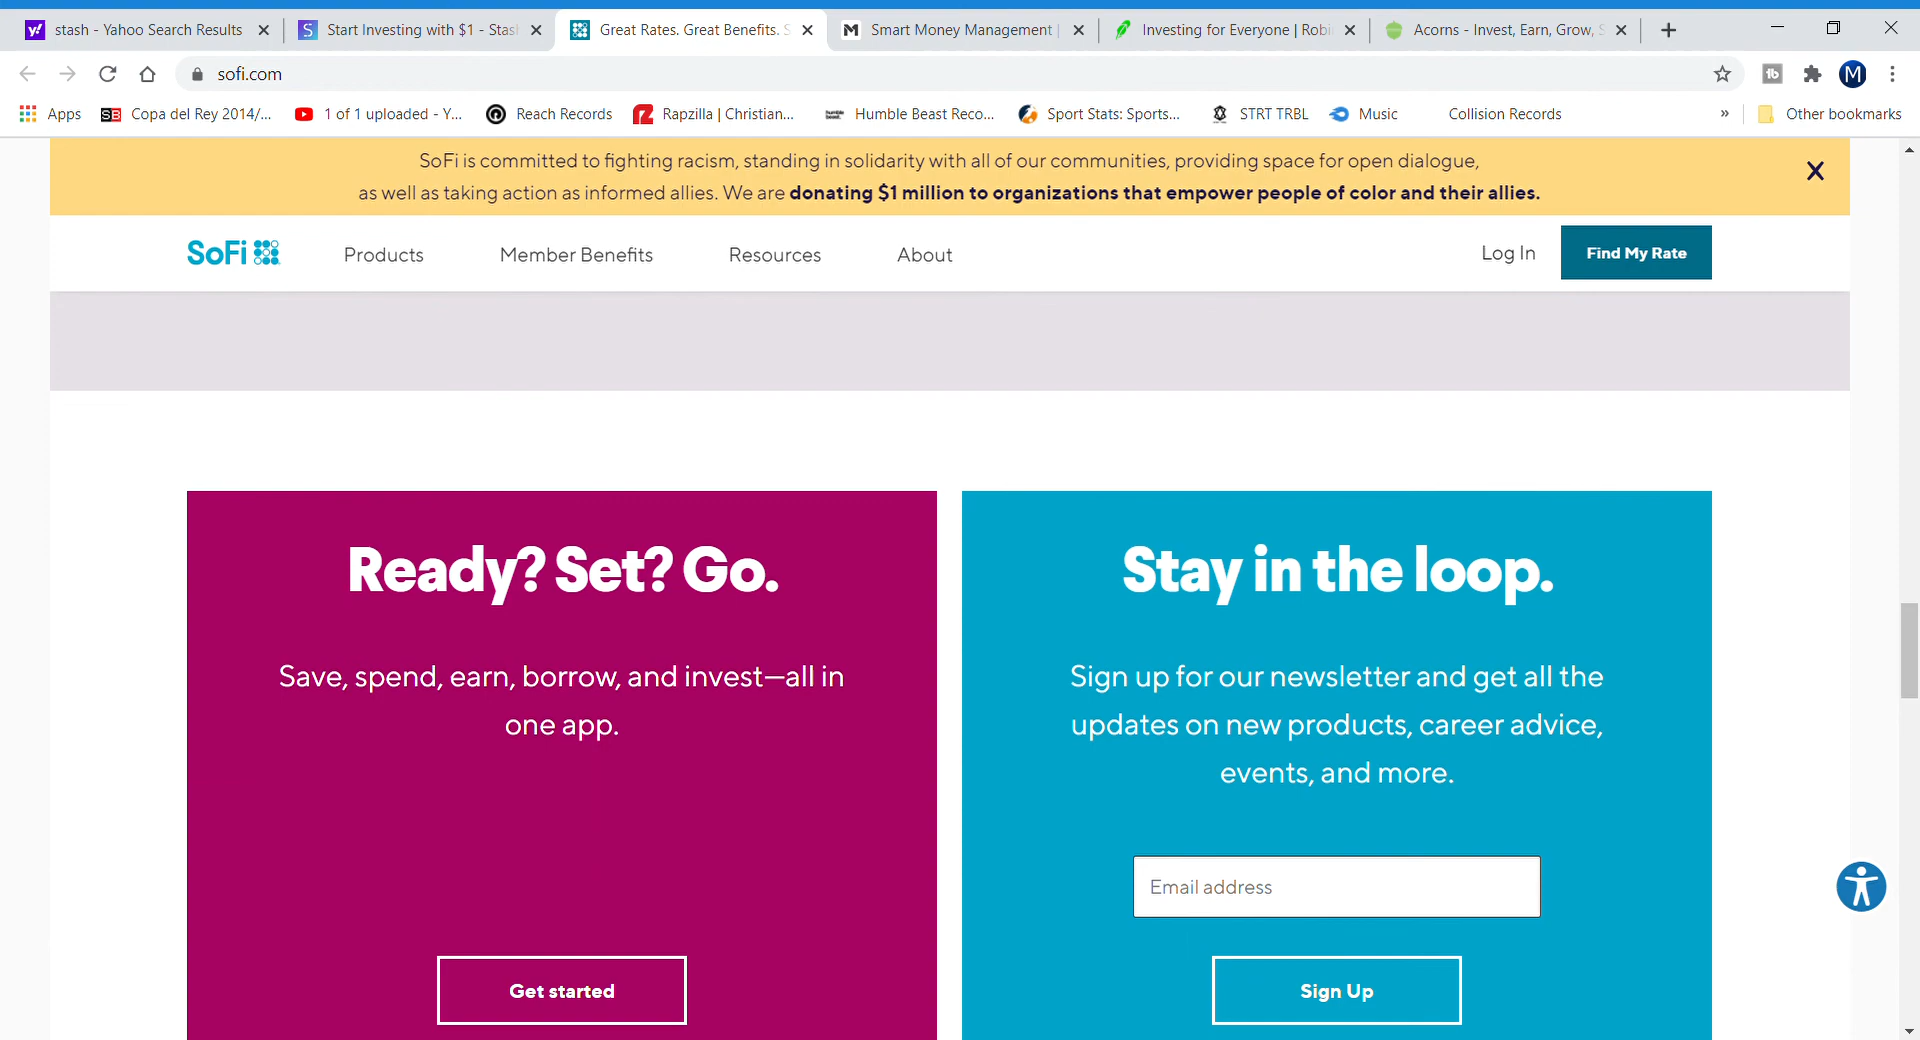 stash - Yahoo Search Results
Start Investing with $1 - Stas
Great Rates. Great Benefits. S
Smart Money Management |
Investing for Everyone | Robi
Acorns - Invest, Earn, Grow, S
sofi.com
M
Apps
Copa del Rey 2014/...
1 of 1 uploaded - Y...
Reach Records
Rapzilla | Christian...
Humble Beast Reco...
Sport Stats: Sports...
STRT TRBL
Music
Collision Records
»
Other bookmarks
SoFi is committed to fighting racism, standing in solidarity with all of our communities, providing space for open dialogue,
as well as taking action as informed allies. We are donating $1 million to organizations that empower people of color and their allies.
X
SoFi
Products
Member Benefits
Resources
About
Log In
Find My Rate
Ready? Set? Go.
Save, spend, earn, borrow, and invest—all in
one app.
Get started
Stay in the loop.
Sign up for our newsletter and get all the
updates on new products, career advice,
events, and more.
Email address
Sign Up